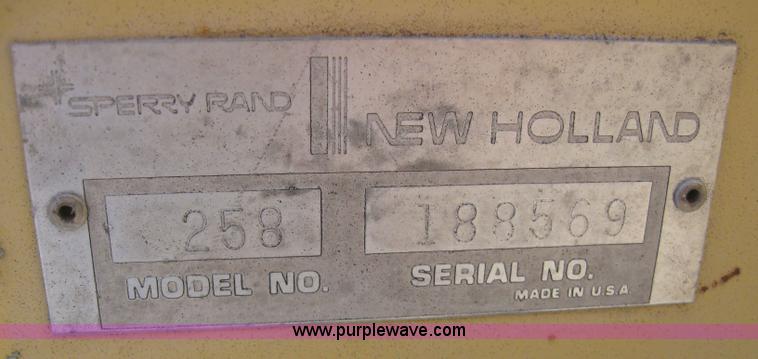 SPERRY RAND NEW HOLLAND
258 188569
MODEL NO. SERIAL NO.
MADE IN U.S.A
www.purplewave.com